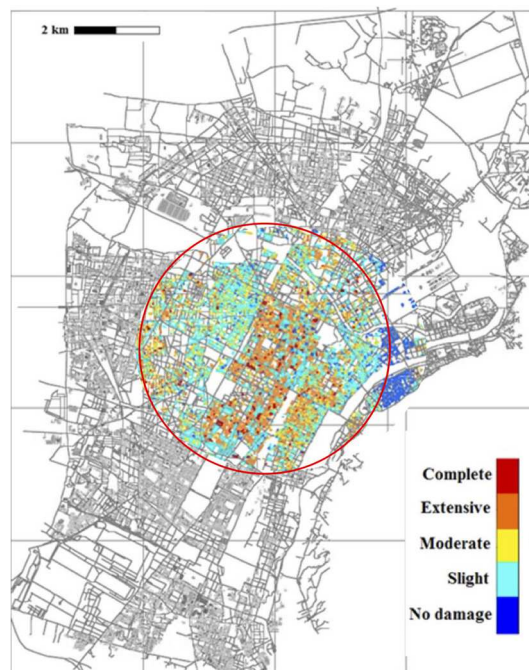 2 km
Complete
Extensive
Moderate
Slight
No damage